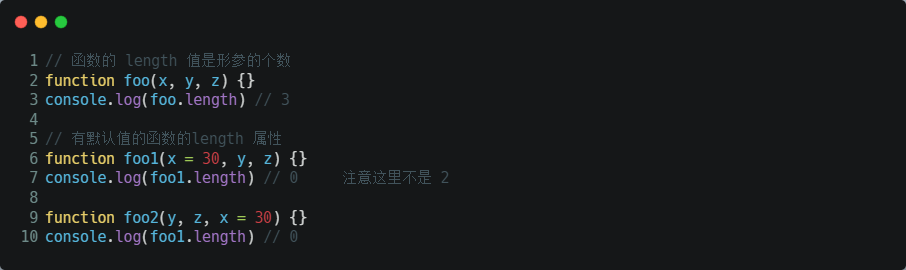 1 // 函数的 length 值是形参的个数
2 function foo(x, y, z) {}
3 console.log(foo.length) // 3
4
5 // 有默认值的函数的length 属性
6 function foo1(x = 30, y, z) {}
7 console.log(foo1.length) // 0     注意这里不是 2
8
9 function foo2(y, z, x = 30) {}
10 console.log(foo1.length) // 0